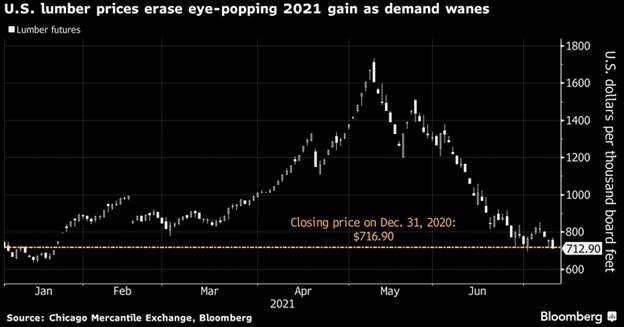 U.S. lumber prices erase eye-popping 2021 gain as demand wanes
Lumber futures
1800
1600
1400
1200
1000
800
712.90
600
U.S. dollars per thousand board feet
Closing price on Dec. 31, 2020:
$716.90
Jan Feb Mar Apr May Jun
2021
Source: Chicago Mercantile Exchange, Bloomberg
Bloomberg